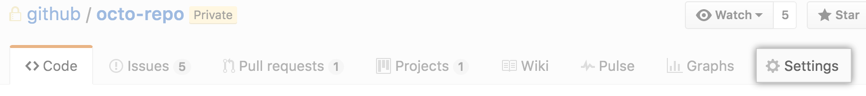 github / octo-repo Private Watch 5 Star
Code Issues 5 Pull requests 1 Projects 1 Wiki Pulse Graphs Settings